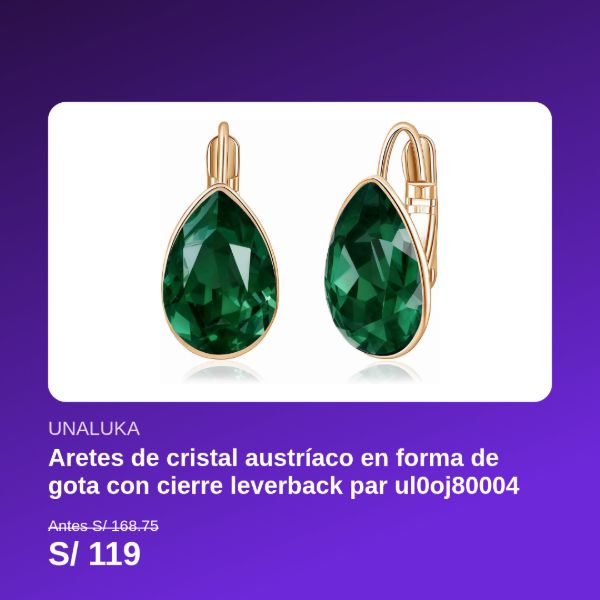 UNALUKA
Aretes de cristal austríaco en forma de
gota con cierre leverback par ul0oj80004
Antes S/ 168.75
S/ 119